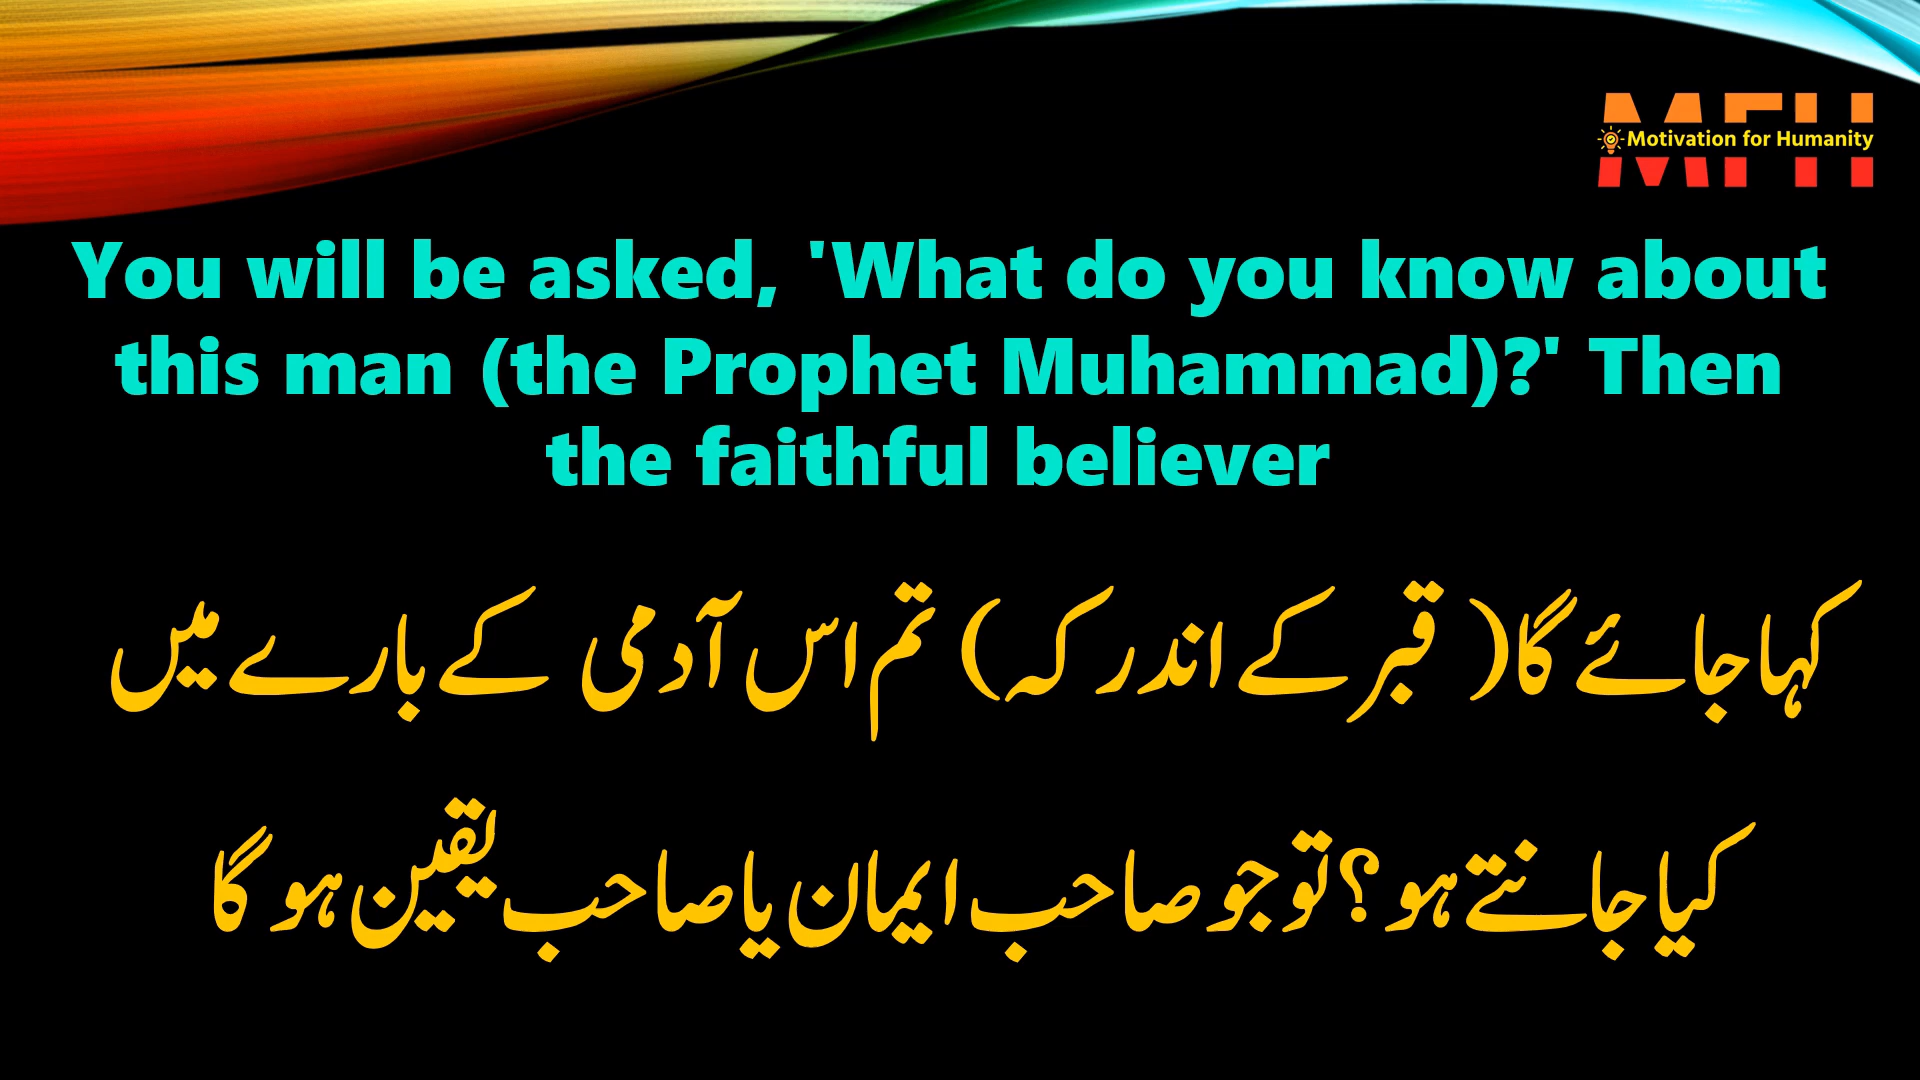 MFH
Motivation for Humanity
You will be asked, 'What do you know about
this man (the Prophet Muhammad)?' Then
the faithful believer
کہا جائے گا( قبر کے اندر کہ) تم اس آدمی کے بارے میں
کیا جانتے ہو؟ تو جو صاحب ایمان یا صاحب یقین ہو گا